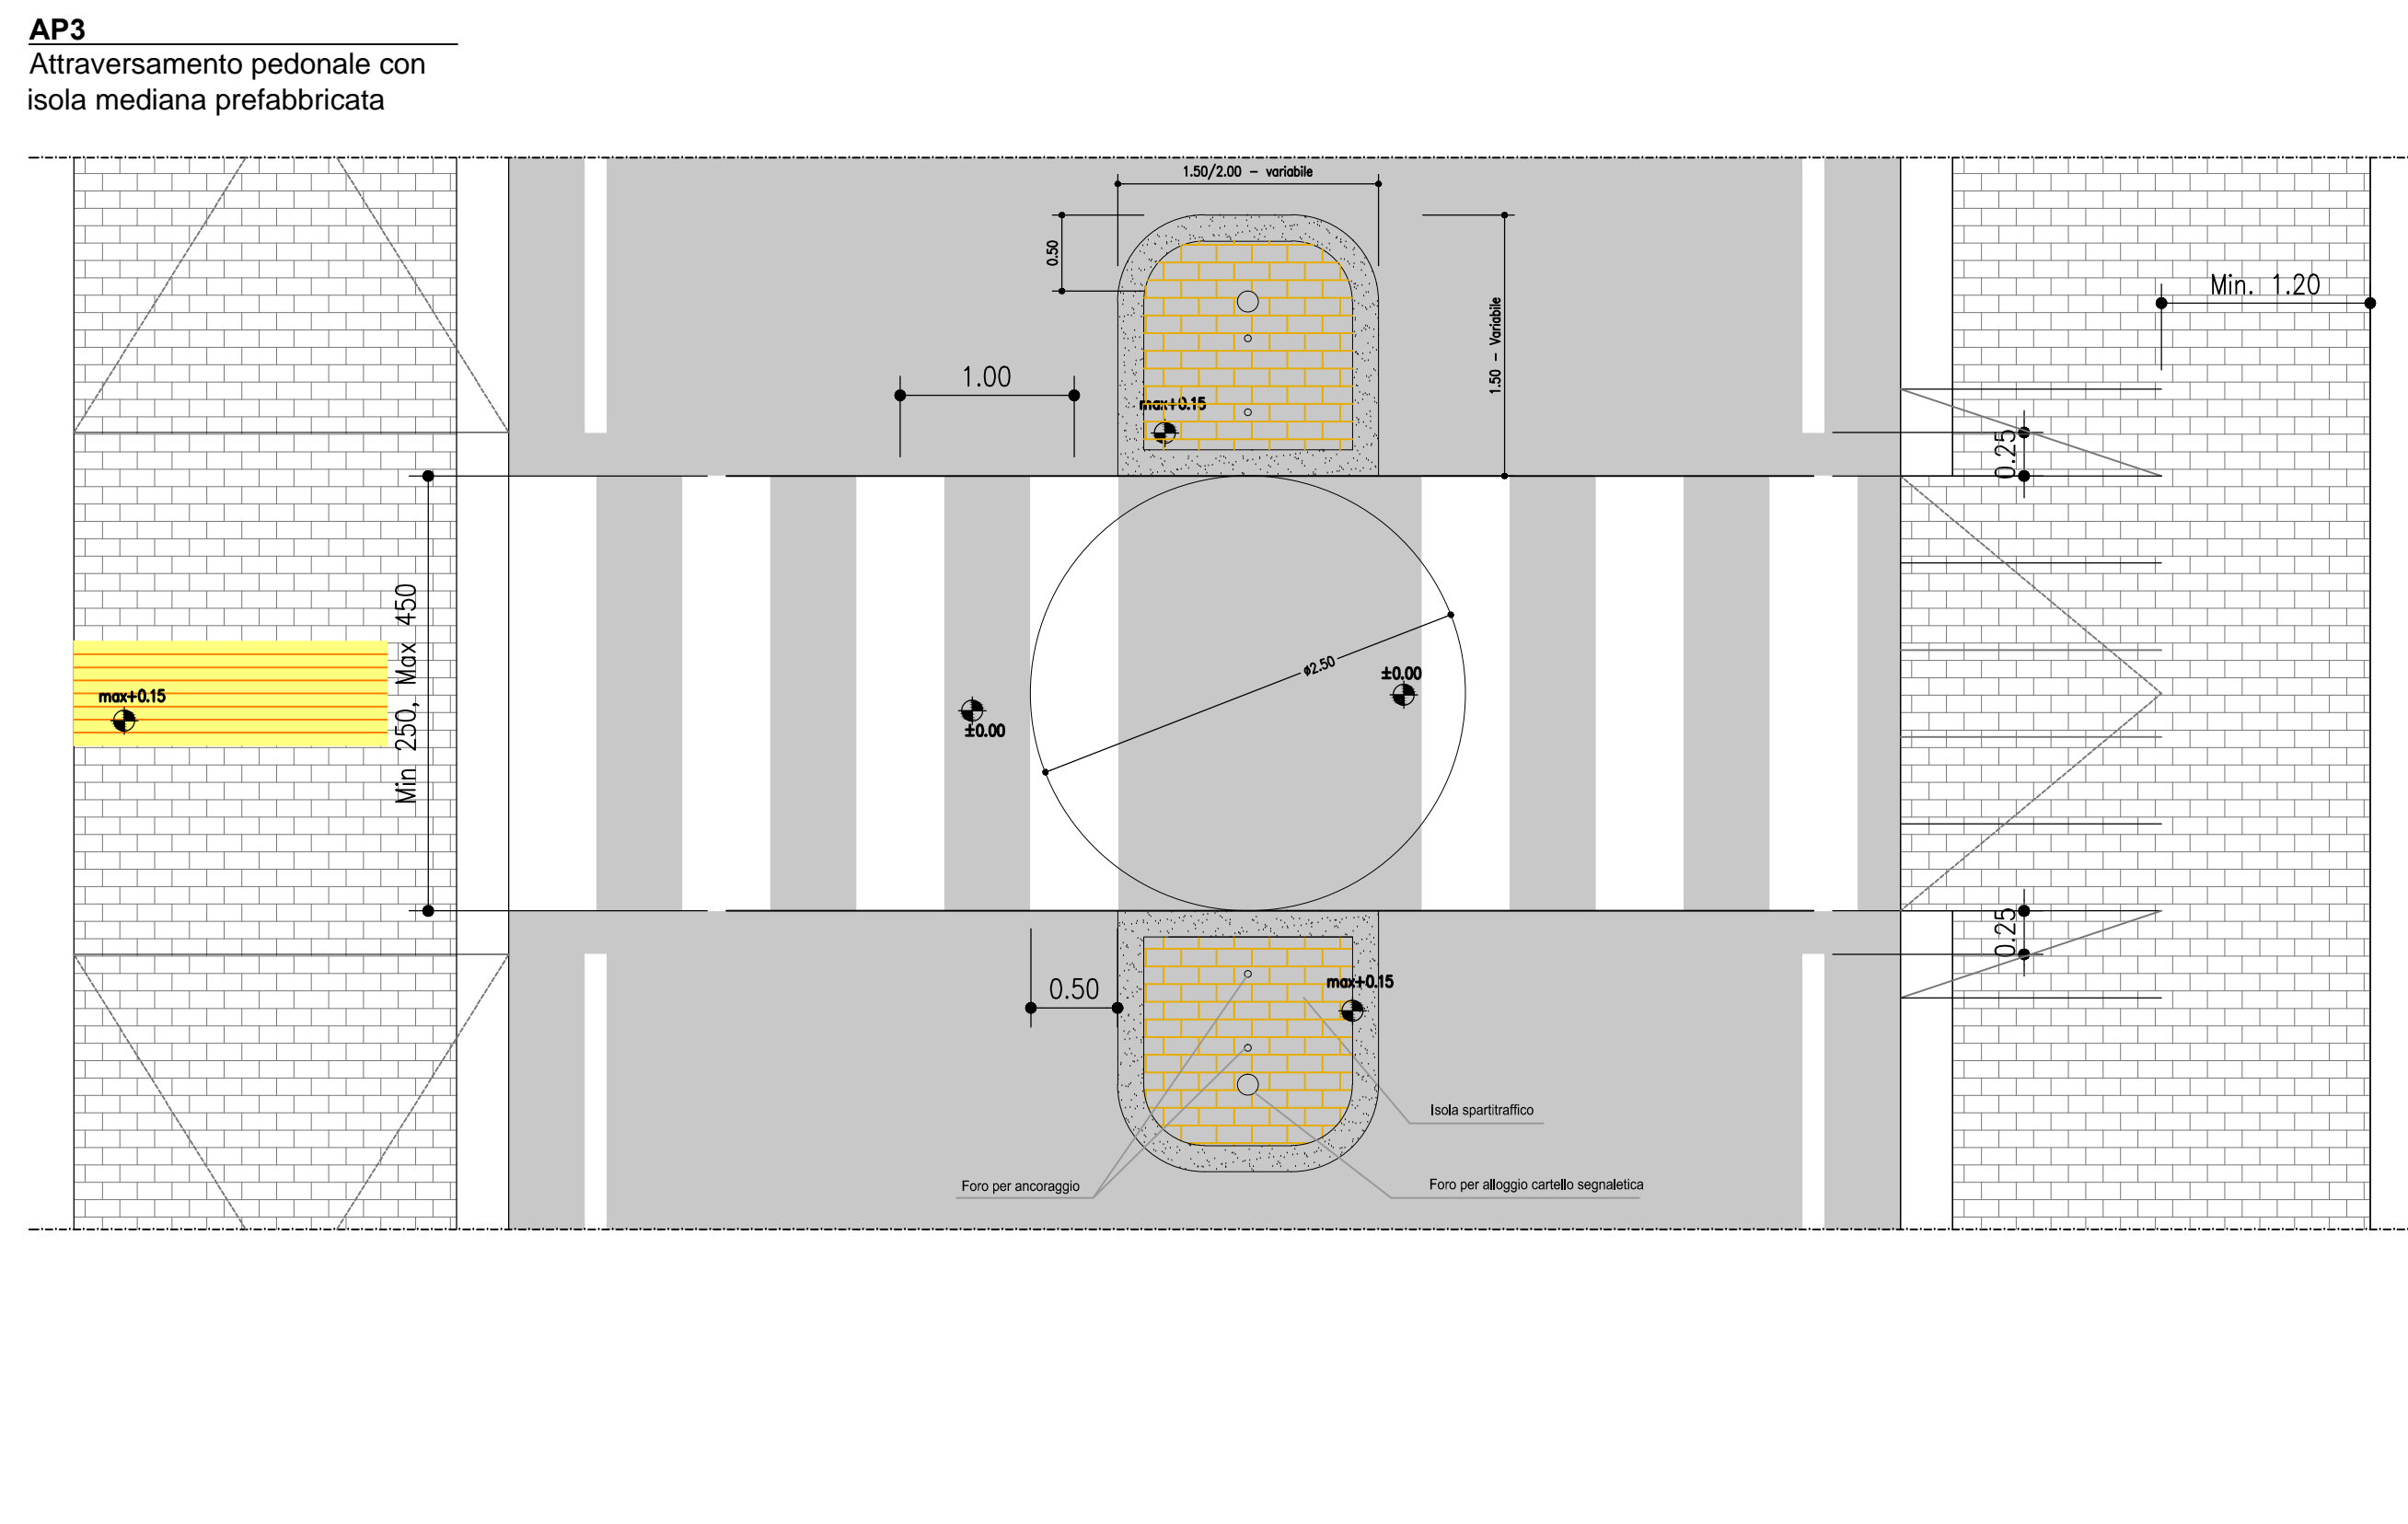 AP3
Attraversamento pedonale con
isola mediana prefabbricata
1.50/2.00 - variabile
0.50
1.50 - Variabile
Min. 1.20
1.00
max+0.15
0.25
Min 250, Max 450
max+0.15
ø2.50
±0.00
±0.00
0.25
0.50
max+0.15
Isola spartitraffico
Foro per ancoraggio
Foro per alloggio cartello segnaletica